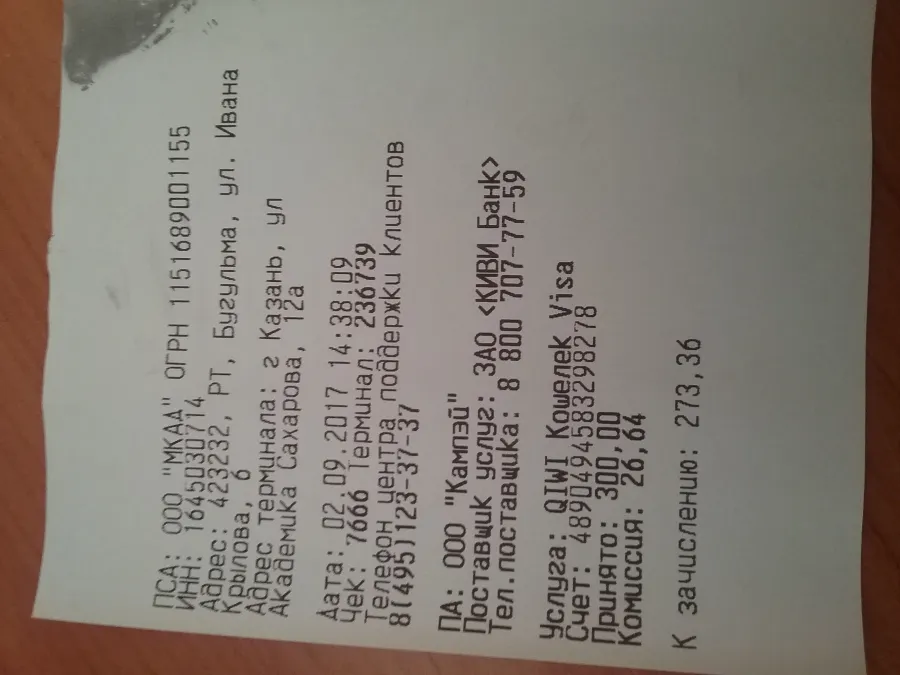 ПСА: ООО "МКАД" ОГРН 1151689001155
ИНН: 1645030714
Адрес: 423232, РТ, Бугульма, ул. Ивана
Крылова, 6
Адрес терминала: г Казань, ул
Академика Сахарова, 12а
Дата: 02.09.2017 14:38:09
Чек: 7666 Терминал: 236739
Телефон центра поддержки клиентов
8(495)123-37-37
ПА: ООО "Кампэй"
Поставщик услуг: ЗАО <КИВИ Банк>
Тел.поставщика: 8 800 707-77-59
Услуга: QIWI Кошелек Visa
Счет: 4890494583298278
Принято: 300,00
Комиссия: 26,64
К зачислению: 273,36